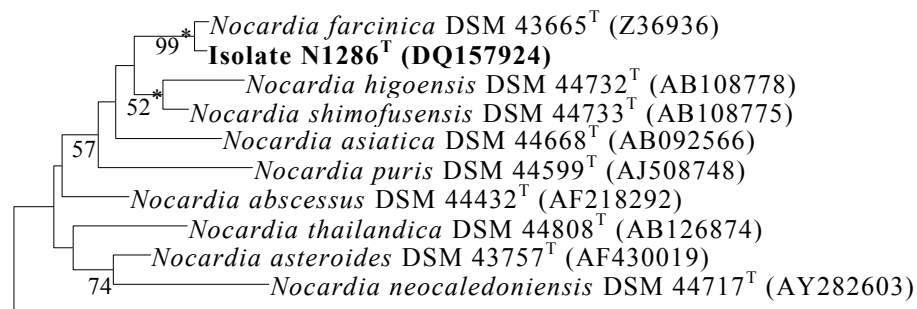 Nocardia farcinica DSM 43665T (Z36936)
99 * Isolate N1286T (DQ157924)
Nocardia higoensis DSM 44732T (AB108778)
52 * Nocardia shimofusensis DSM 44733T (AB108775)
Nocardia asiatica DSM 44668T (AB092566)
57 Nocardia puris DSM 44599T (AJ508748)
Nocardia abscessus DSM 44432T (AF218292)
Nocardia thailandica DSM 44808T (AB126874)
Nocardia asteroides DSM 43757T (AF430019)
74 Nocardia neocaledoniensis DSM 44717T (AY282603)